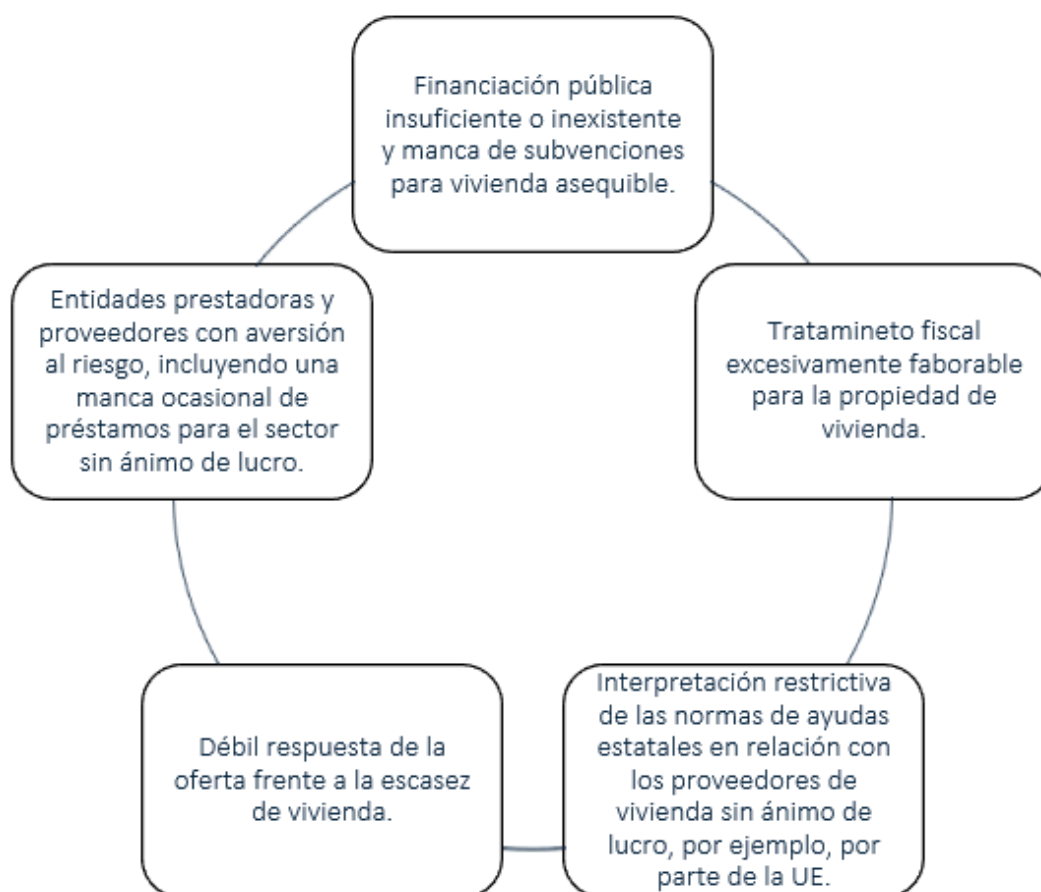 Financiación pública
insuficiente o inexistente
y manca de subvenciones
para vivienda asequible.
Entidades prestadoras y
proveedores con aversión
al riesgo, incluyendo una
manca ocasional de
préstamos para el sector
sin ánimo de lucro.
Tratamineto fiscal
excesivamente faborable
para la propiedad de
vivienda.
Débil respuesta de la
oferta frente a la escasez
de vivienda.
Interpretación restrictiva
de las normas de ayudas
estatales en relación con
los proveedores de
vivienda sin ánimo de
lucro, por ejemplo, por
parte de la UE.